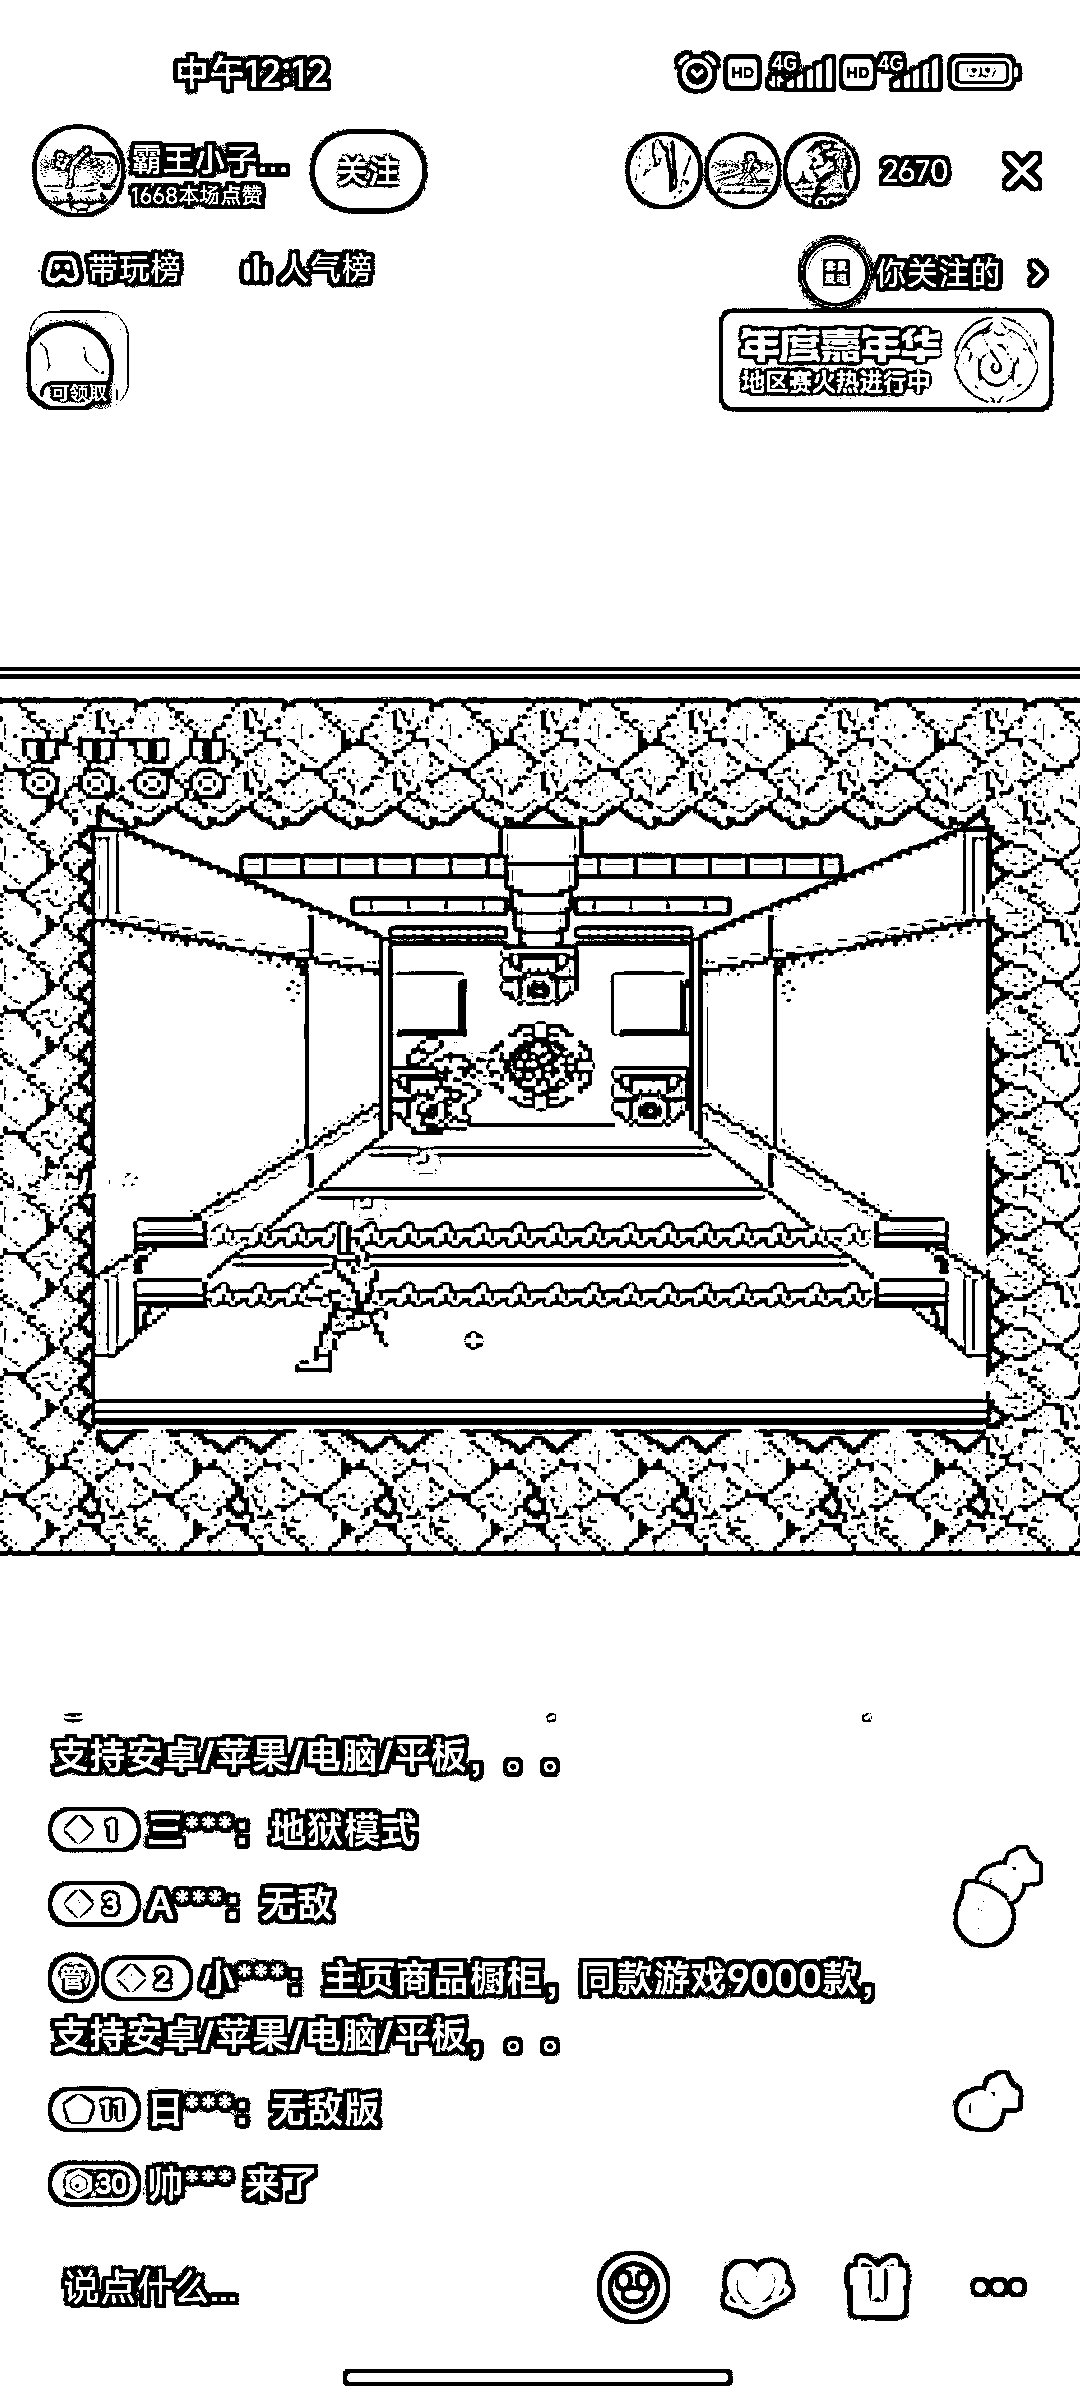 中午12:12
HD 4G HD 4G
霸王小子... 关注
1668本场点赞
2670
带玩榜 人气榜
你关注的
年度嘉年华
地区赛火热进行中
可领取
支持安卓/苹果/电脑/平板，。。
1 三***：地狱模式
3 A***：无敌
管 2 小***：主页商品橱柜，同款游戏9000款，
支持安卓/苹果/电脑/平板，。。
11 日***：无敌版
30 帅*** 来了
说点什么...